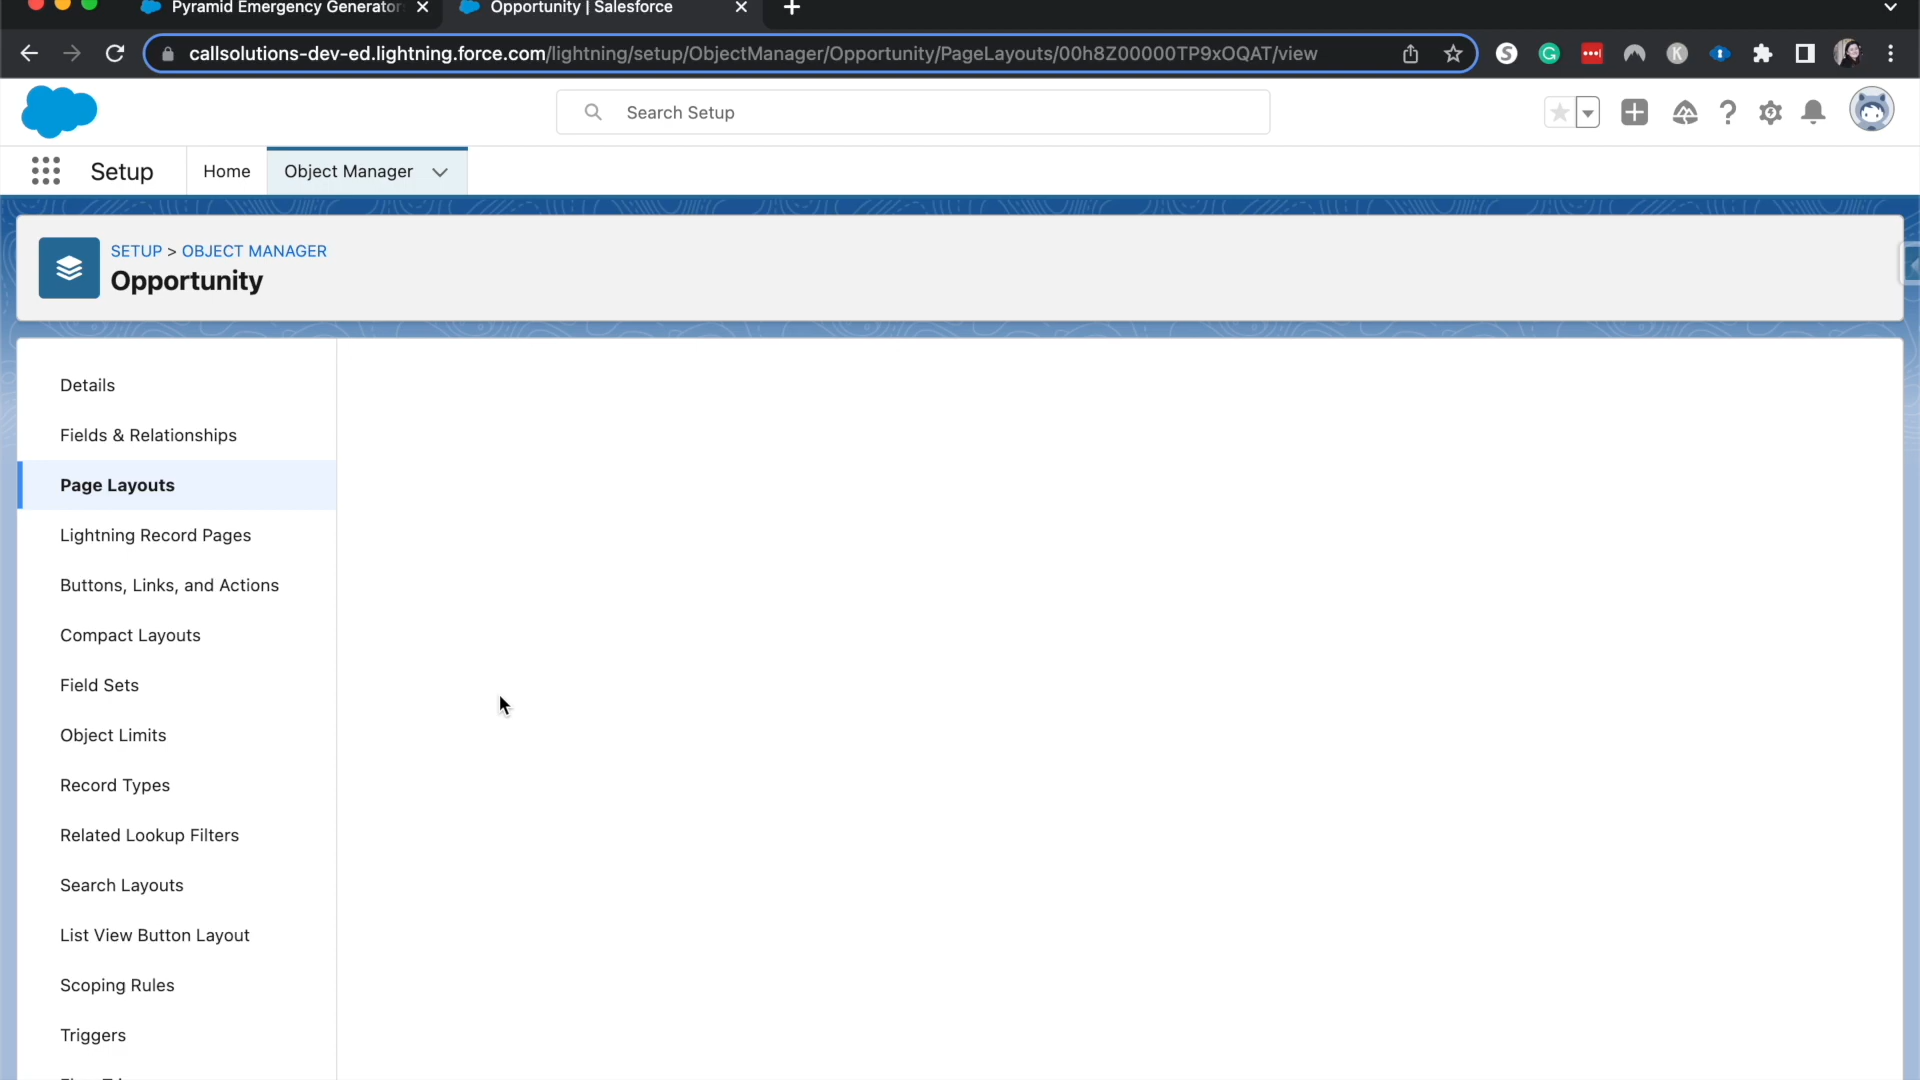 Pyramid Emergency Generator
Opportunity | Salesforce
callsolutions-dev-ed.lightning.force.com/lightning/setup/ObjectManager/Opportunity/PageLayouts/00h8Z00000TP9xOQAT/view
Search Setup
Setup
Home
Object Manager
SETUP > OBJECT MANAGER
Opportunity
Details
Fields & Relationships
Page Layouts
Lightning Record Pages
Buttons, Links, and Actions
Compact Layouts
Field Sets
Object Limits
Record Types
Related Lookup Filters
Search Layouts
List View Button Layout
Scoping Rules
Triggers